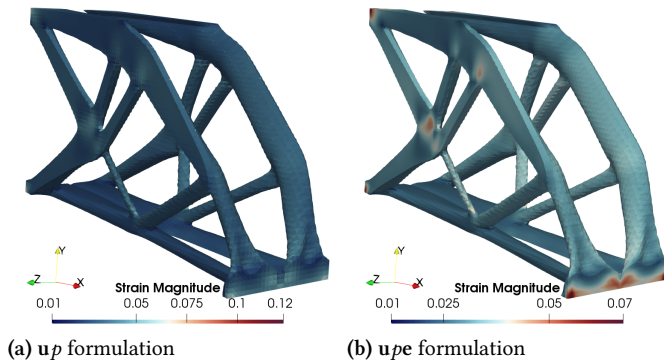 Y
Z
X
Strain Magnitude
0.01 0.05 0.075 0.1 0.12
(a) up formulation
Y
Z
X
Strain Magnitude
0.01 0.025 0.05 0.07
(b) upe formulation